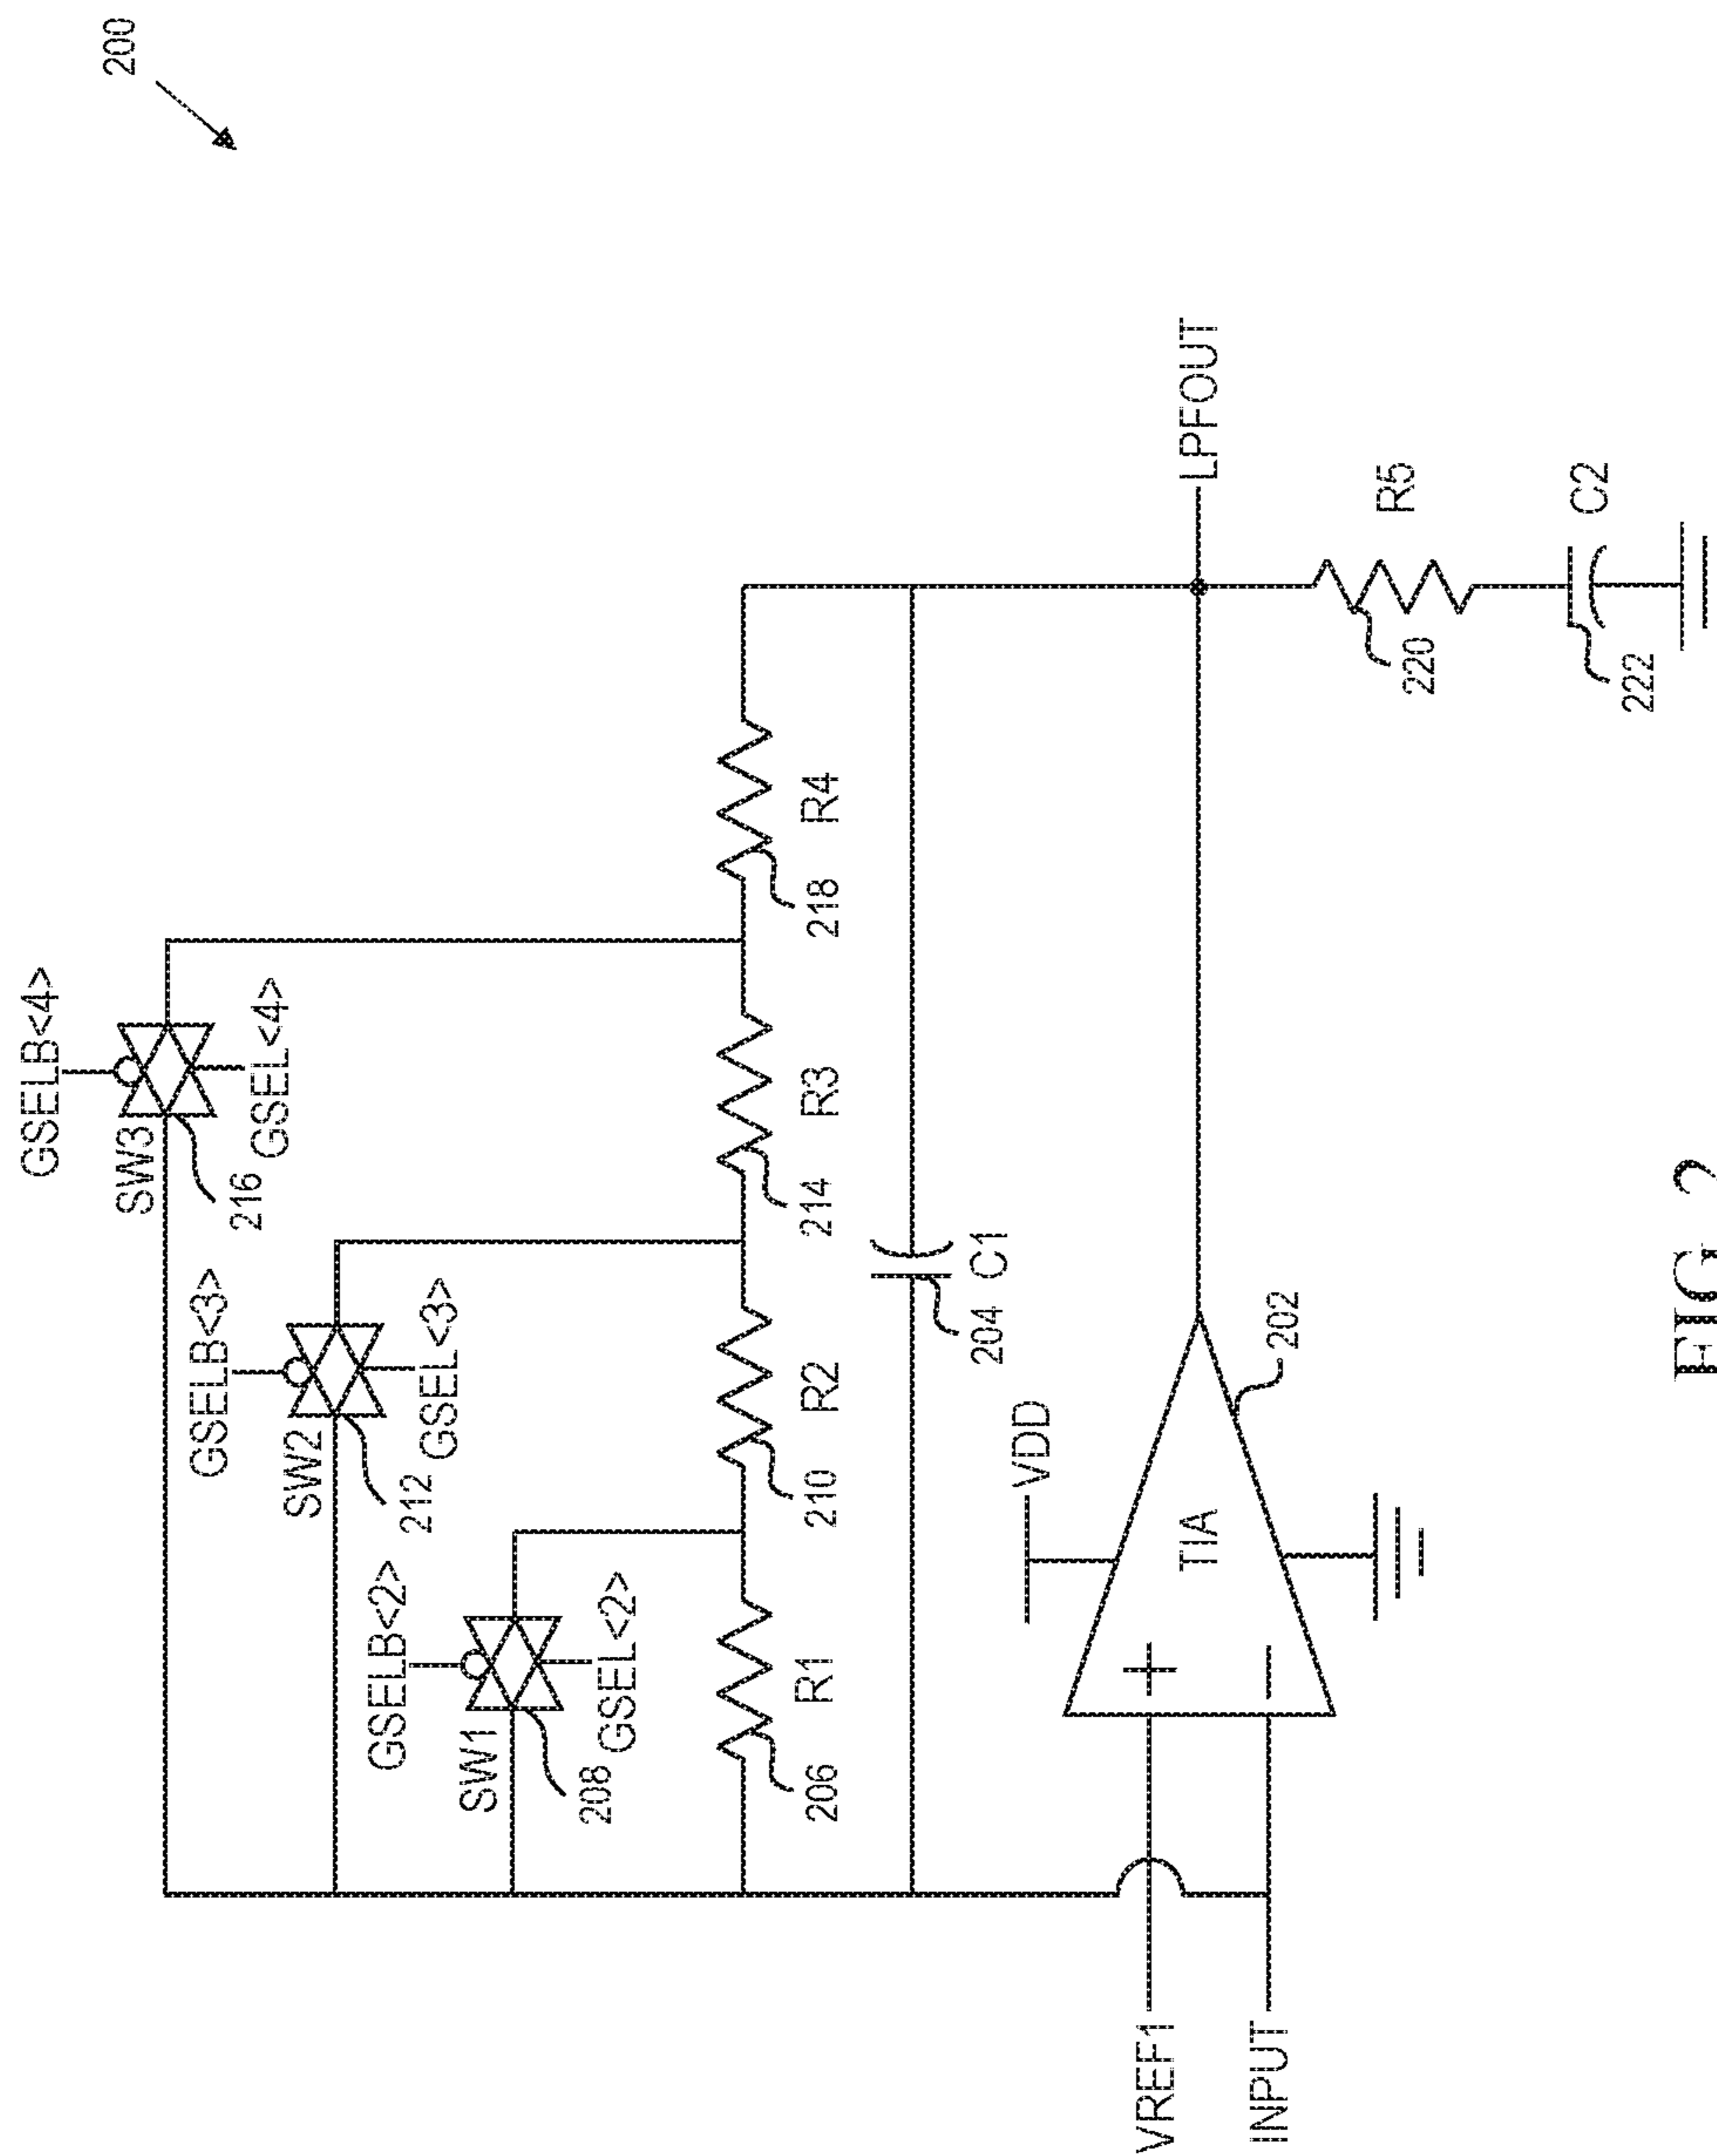 200
GSELB<4>
SW3
216
GSEL<4>
GSELB<3>
SW2
212
GSEL<3>
GSELB<2>
SW1
208
GSEL<2>
206
R1
210
R2
214
R3
218
R4
204
C1
VDD
VREF1
INPUT
+
−
TIA
202
LPFOUT
220
R5
222
C2
FIG. 2